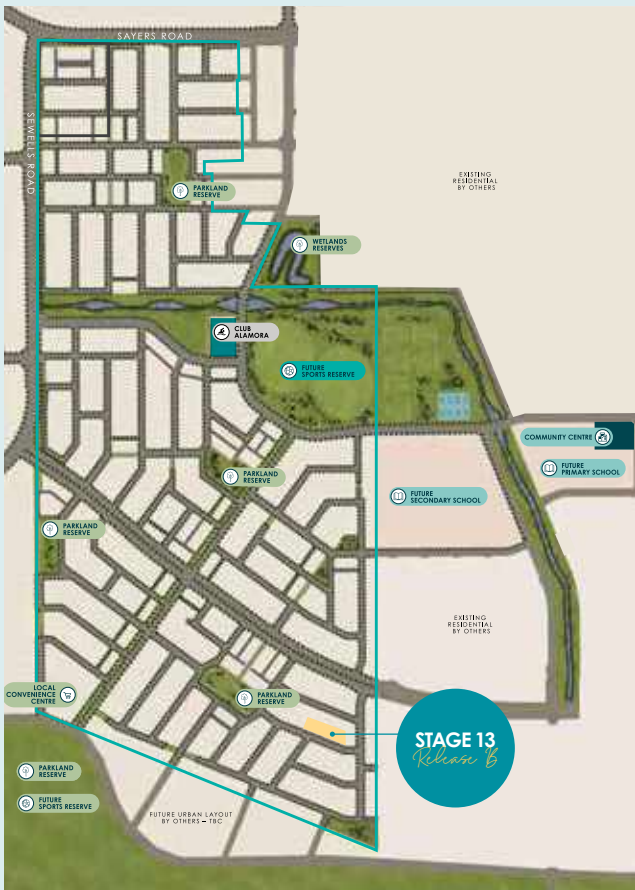 SAYERS ROAD
SEWELLS ROAD
EXISTING
RESIDENTIAL
BY OTHERS
PARKLAND
RESERVE
WETLANDS
RESERVES
CLUB
ALAMORA
FUTURE
SPORTS RESERVE
COMMUNITY CENTRE
FUTURE
PRIMARY SCHOOL
PARKLAND
RESERVE
FUTURE
SECONDARY SCHOOL
PARKLAND
RESERVE
EXISTING
RESIDENTIAL
BY OTHERS
LOCAL
CONVENIENCE
CENTRE
PARKLAND
RESERVE
STAGE 13
Release B
PARKLAND
RESERVE
FUTURE
SPORTS RESERVE
FUTURE URBAN LAYOUT
BY OTHERS – TBC